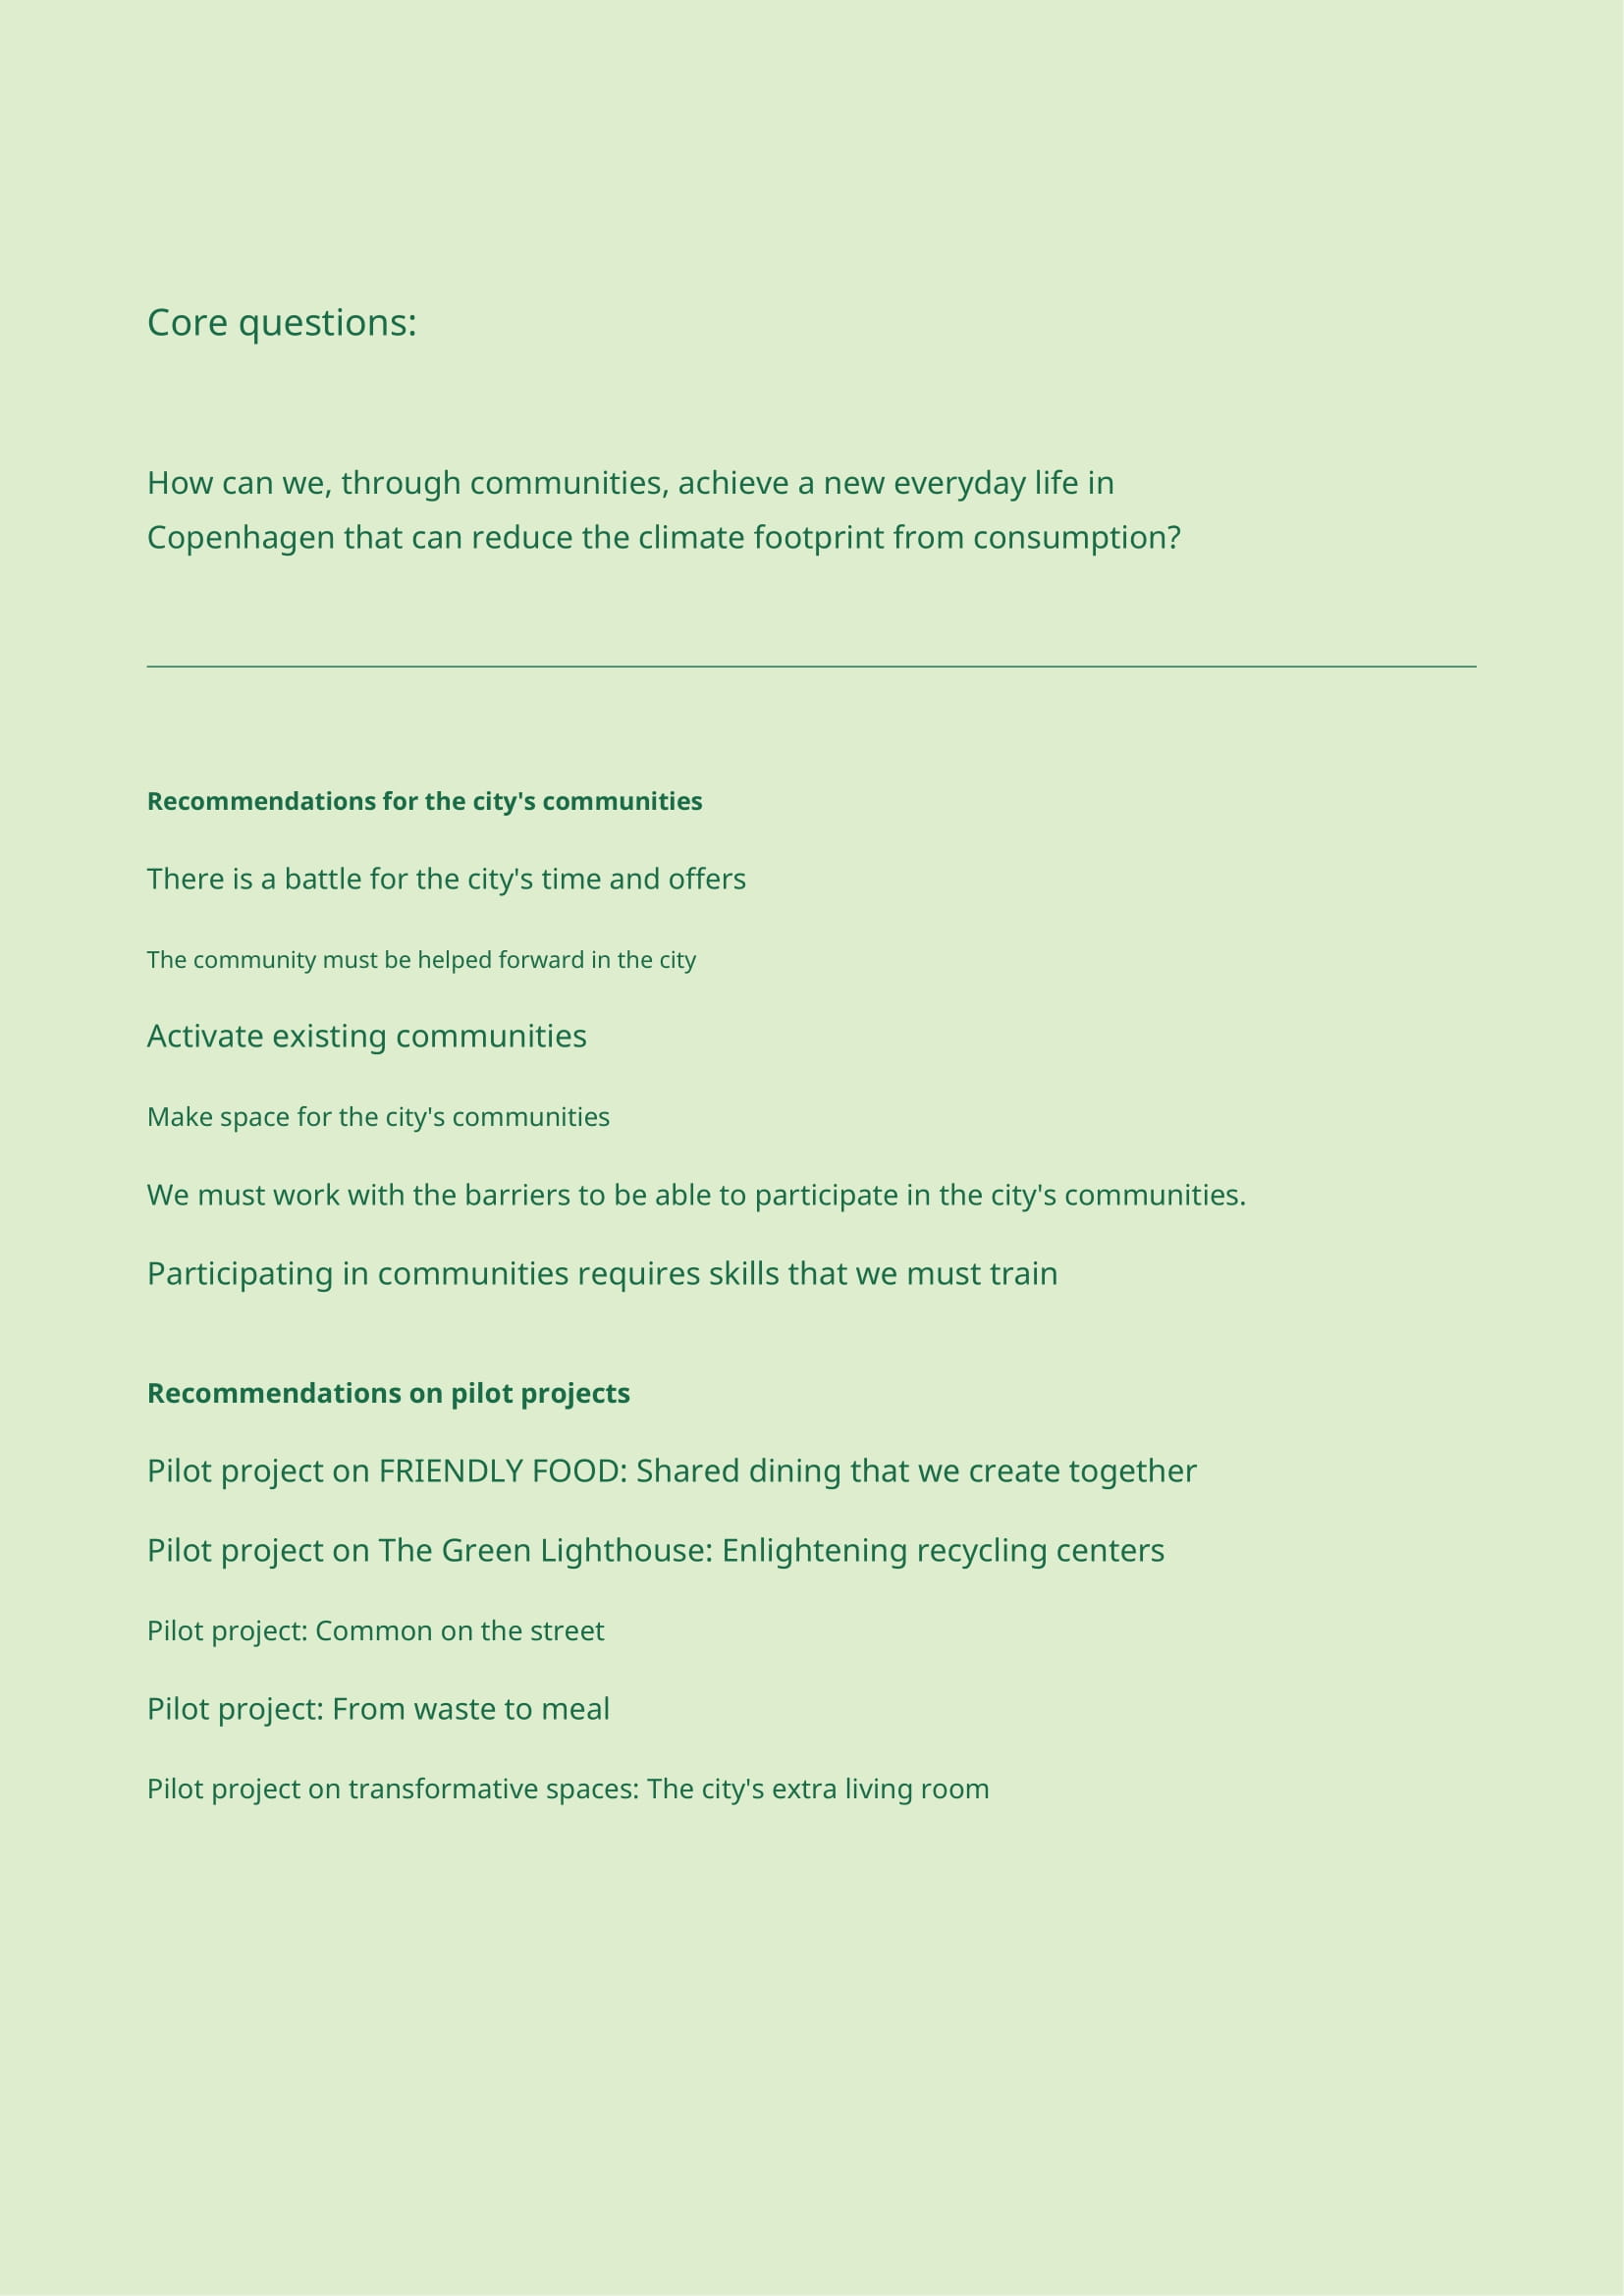 Core questions:
How can we, through communities, achieve a new everyday life in
Copenhagen that can reduce the climate footprint from consumption?
Recommendations for the city's communities
There is a battle for the city's time and offers
The community must be helped forward in the city
Activate existing communities
Make space for the city's communities
We must work with the barriers to be able to participate in the city's communities.
Participating in communities requires skills that we must train
Recommendations on pilot projects
Pilot project on FRIENDLY FOOD: Shared dining that we create together
Pilot project on The Green Lighthouse: Enlightening recycling centers
Pilot project: Common on the street
Pilot project: From waste to meal
Pilot project on transformative spaces: The city's extra living room